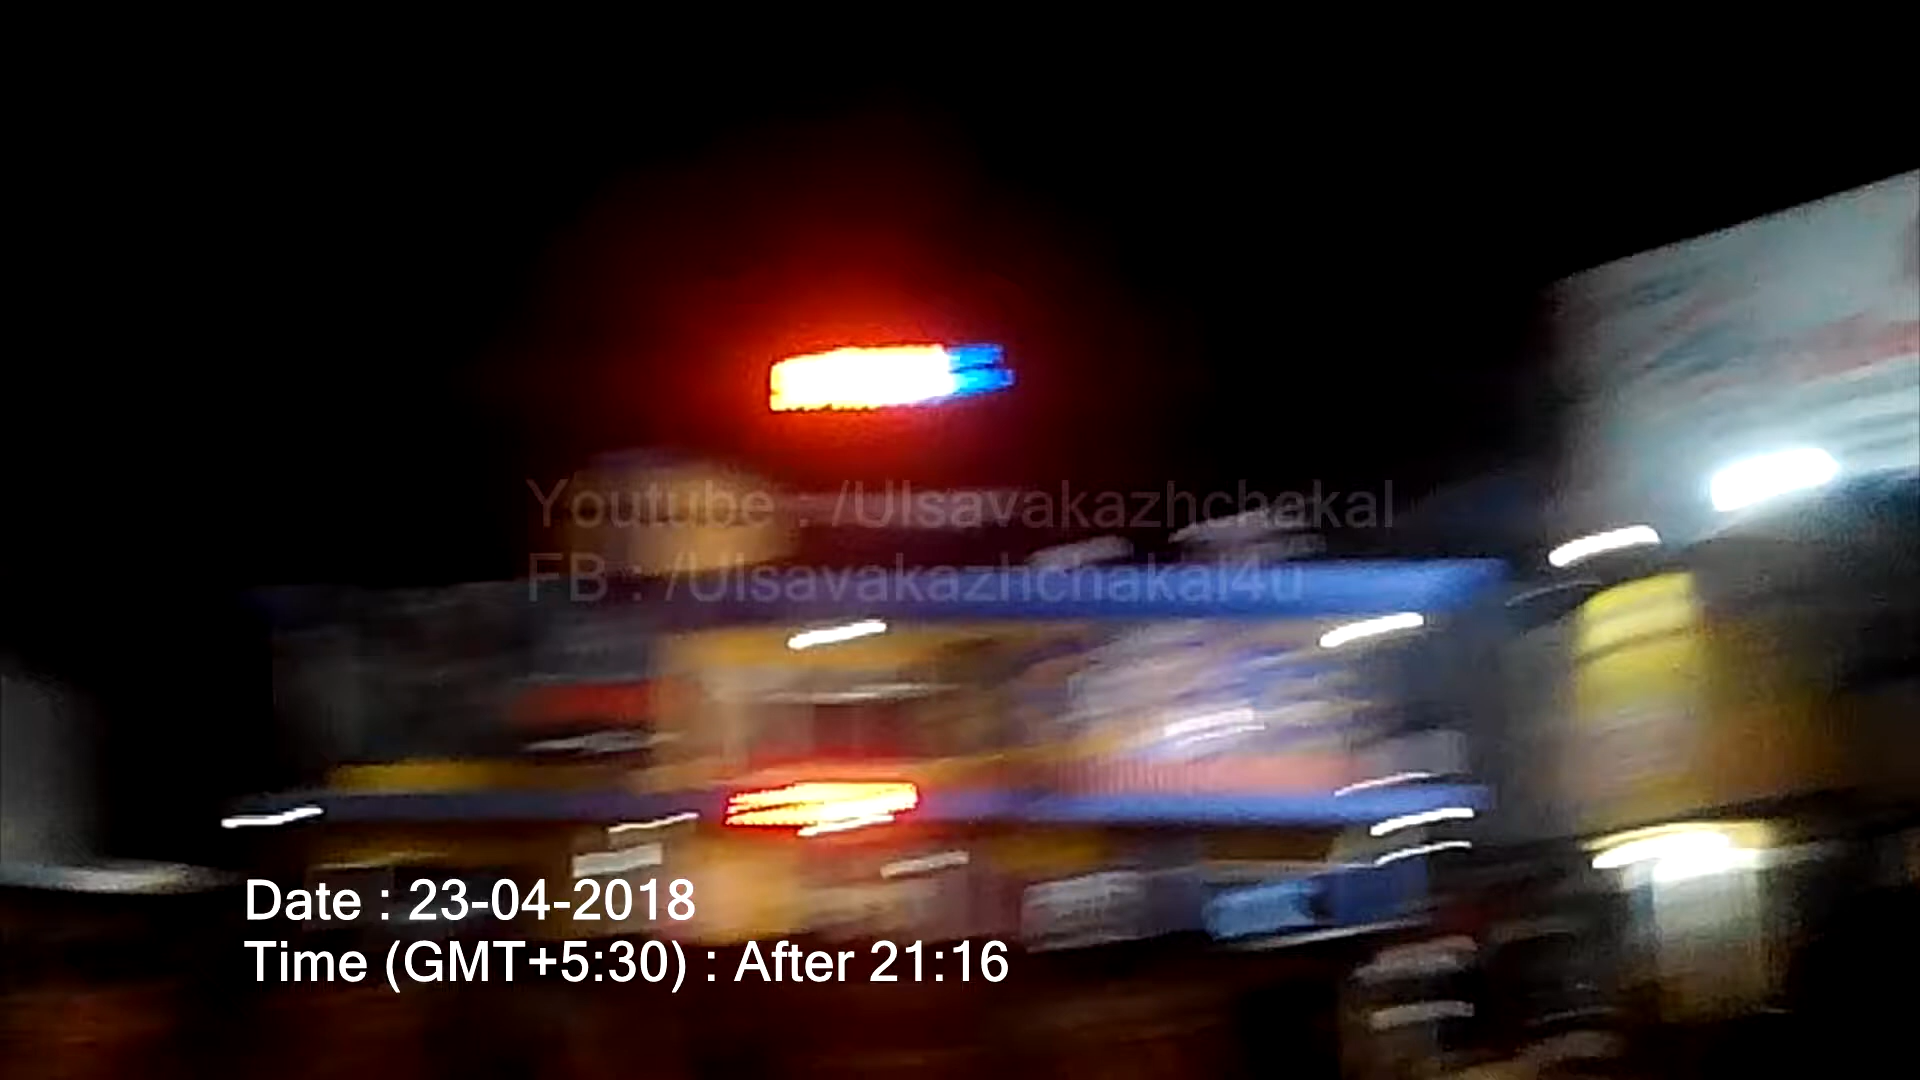 Youtube : /Ulsavakazhchakal
FB : /Ulsavakazhchakal4u
Date : 23-04-2018
Time (GMT+5:30) : After 21:16